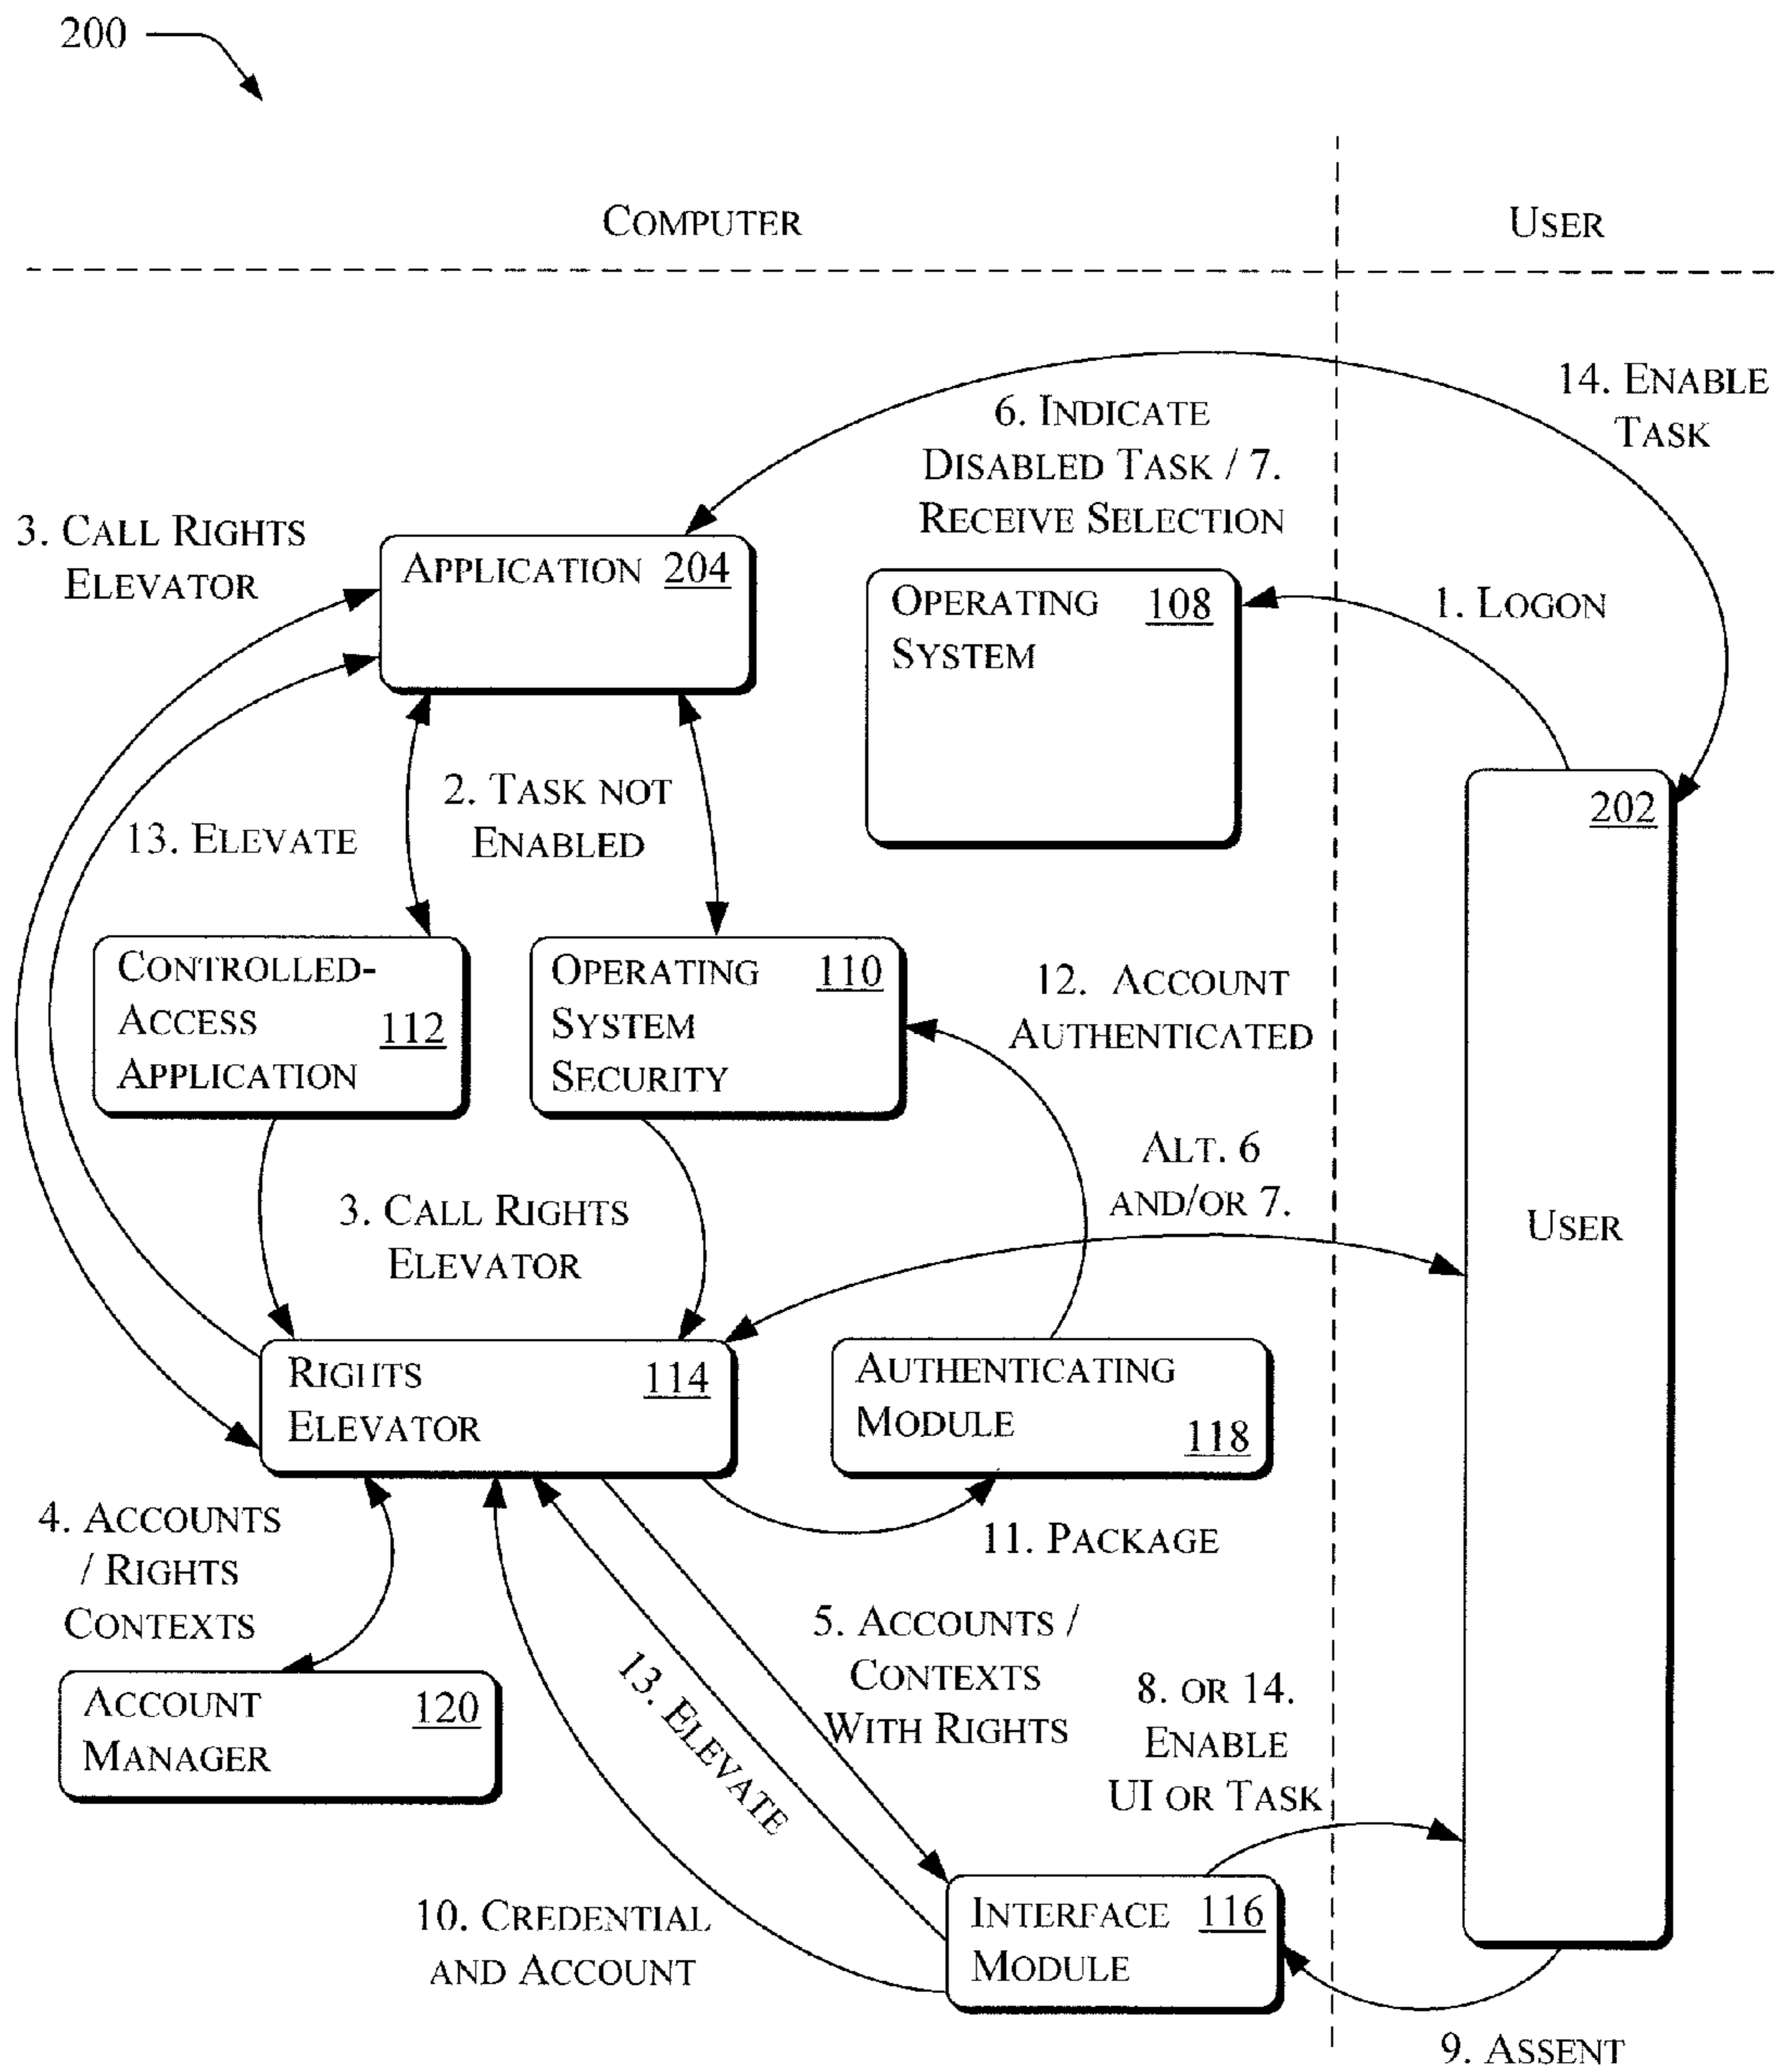 200
COMPUTER
USER
14. ENABLE
TASK
6. INDICATE
DISABLED TASK / 7.
RECEIVE SELECTION
3. CALL RIGHTS
ELEVATOR
APPLICATION 204
OPERATING 108
SYSTEM
1. LOGON
2. TASK NOT
ENABLED
13. ELEVATE
202
USER
CONTROLLED-
ACCESS 112
APPLICATION
OPERATING 110
SYSTEM
SECURITY
12. ACCOUNT
AUTHENTICATED
ALT. 6
AND/OR 7.
3. CALL RIGHTS
ELEVATOR
RIGHTS 114
ELEVATOR
AUTHENTICATING
MODULE 118
4. ACCOUNTS
/ RIGHTS
CONTEXTS
11. PACKAGE
5. ACCOUNTS /
CONTEXTS
WITH RIGHTS
13. ELEVATE
ACCOUNT 120
MANAGER
8. OR 14.
ENABLE
UI OR TASK
10. CREDENTIAL
AND ACCOUNT
INTERFACE 116
MODULE
9. ASSENT